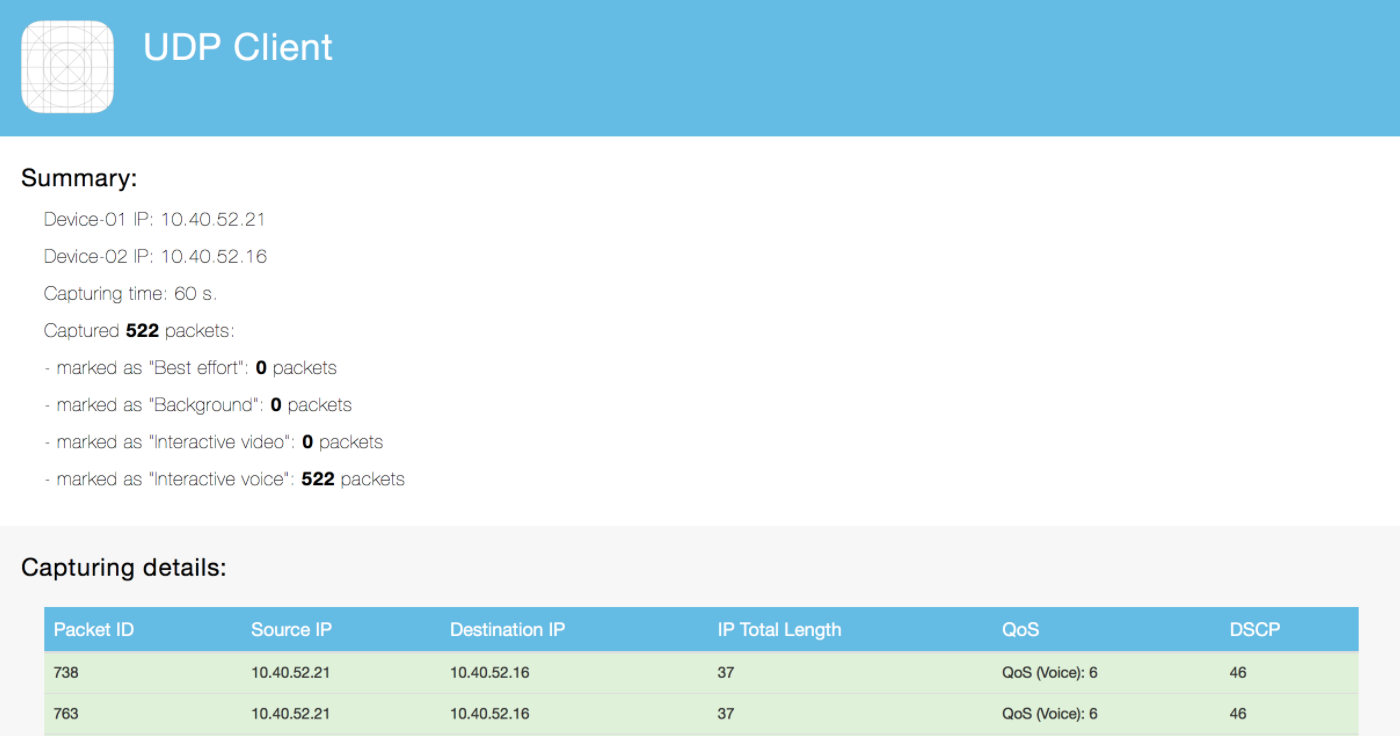 UDP Client
Summary:
Device-01 IP: 10.40.52.21
Device-02 IP: 10.40.52.16
Capturing time: 60 s.
Captured 522 packets:
- marked as "Best effort": 0 packets
- marked as "Background": 0 packets
- marked as "Interactive video": 0 packets
- marked as "Interactive voice": 522 packets
Capturing details:
Packet ID Source IP Destination IP IP Total Length QoS DSCP
738 10.40.52.21 10.40.52.16 37 QoS (Voice): 6 46
763 10.40.52.21 10.40.52.16 37 QoS (Voice): 6 46